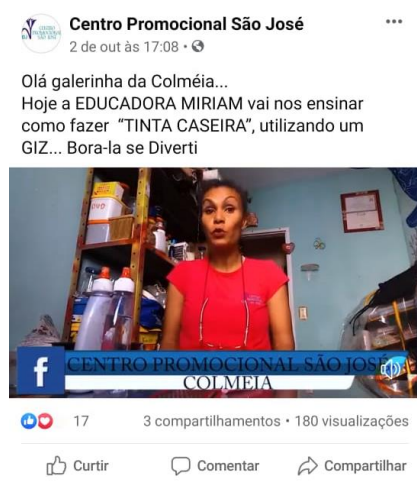 Centro Promocional São José
2 de out às 17:08
Olá galerinha da Colméia...
Hoje a EDUCADORA MIRIAM vai nos ensinar
como fazer "TINTA CASEIRA", utilizando um
GIZ... Bora-la se Diverti
f CENTRO PROMOCIONAL SÃO JOSÉ
COLMEIA
17 3 compartilhamentos • 180 visualizações
Curtir Comentar Compartilhar